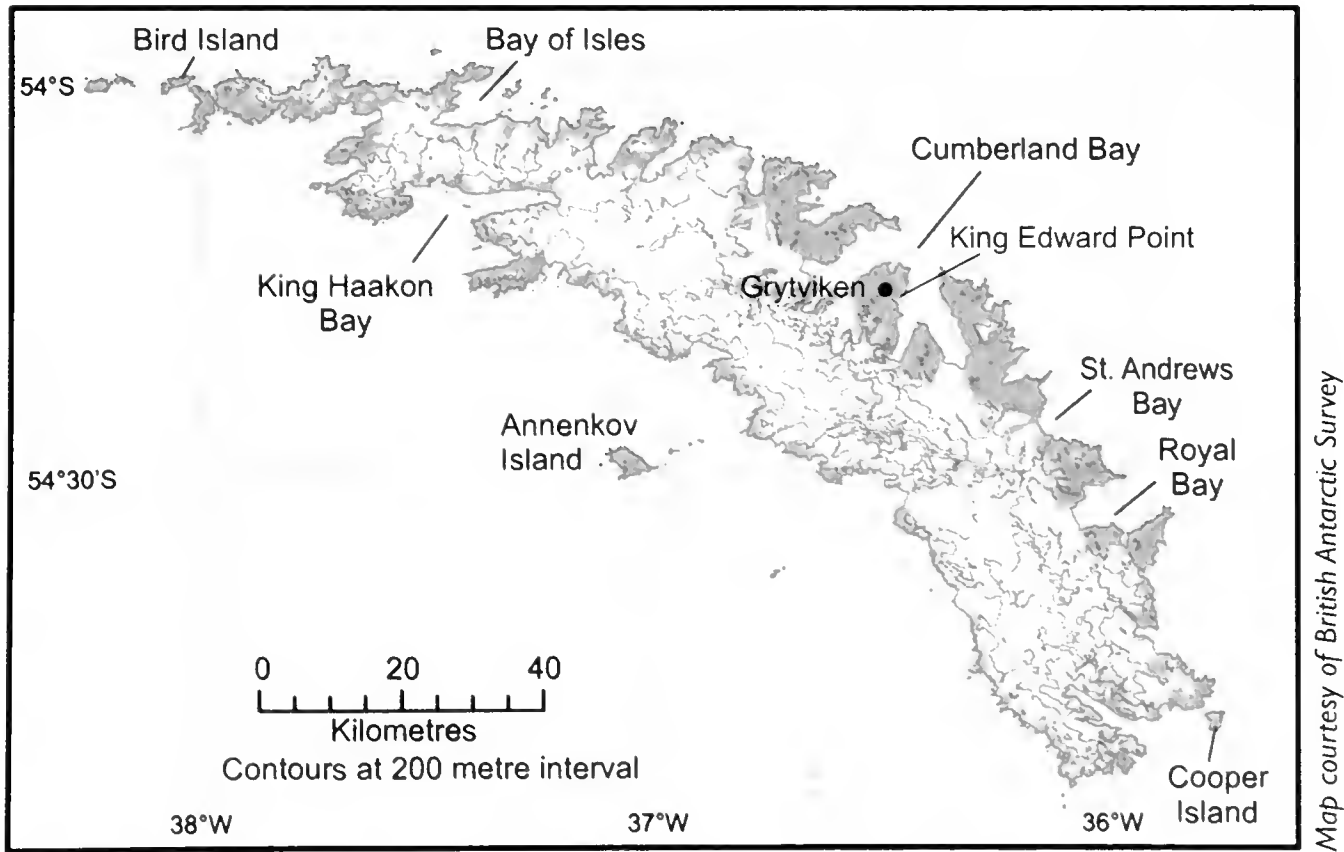 Bird Island
Bay of Isles
54°S
Cumberland Bay
King Edward Point
King Haakon
Bay
Grytviken
St. Andrews
Bay
Annenkov
Island
Royal
Bay
54°30'S
0 20 40
Kilometres
Contours at 200 metre interval
Cooper
Island
38°W 37°W 36°W
Map courtesy of British Antarctic Survey